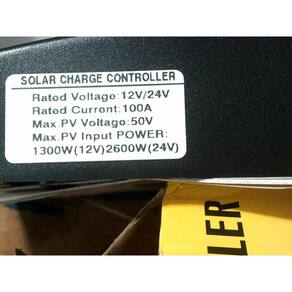 SOLAR CHARGE CONTROLLER
Rated Voltage:12V/24V
Rated Current:100A
Max.PV Voltage:50V
Max.PV Input POWER:
1300W(12V)2600W(24V)
LLER